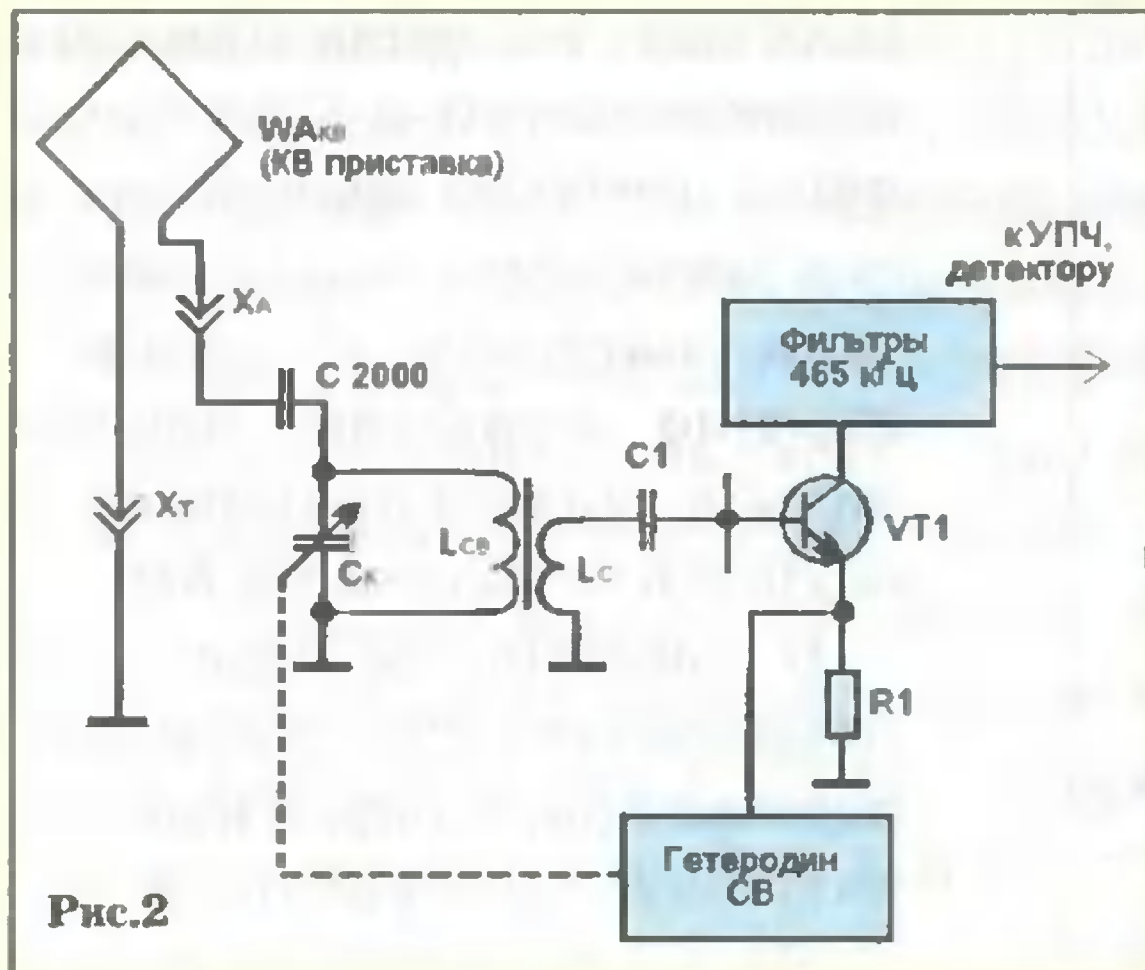 WAкв
(КВ приставка)
XА
к УПЧ,
детектору
Фильтры
465 кГц
C 2000
C1
XТ
VT1
Lсв
Lс
Cк
R1
Гетеродин
СВ
Рис.2